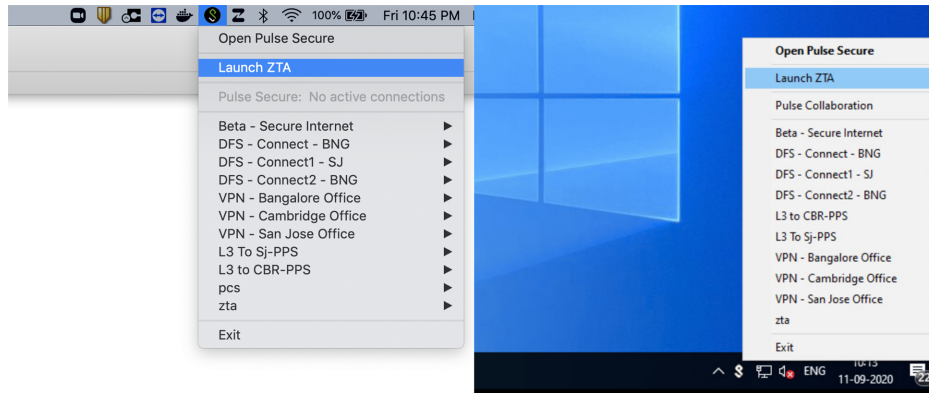 100% Fri 10:45 PM
Open Pulse Secure
Launch ZTA
Pulse Secure: No active connections
Beta - Secure Internet
DFS - Connect - BNG
DFS - Connect1 - SJ
DFS - Connect2 - BNG
VPN - Bangalore Office
VPN - Cambridge Office
VPN - San Jose Office
L3 To Sj-PPS
L3 to CBR-PPS
pcs
zta
Exit
Open Pulse Secure
Launch ZTA
Pulse Collaboration
Beta - Secure Internet
DFS - Connect - BNG
DFS - Connect1 - SJ
DFS - Connect2 - BNG
L3 to CBR-PPS
L3 To Sj-PPS
VPN - Bangalore Office
VPN - Cambridge Office
VPN - San Jose Office
zta
Exit
10:13
ENG
11-09-2020
22